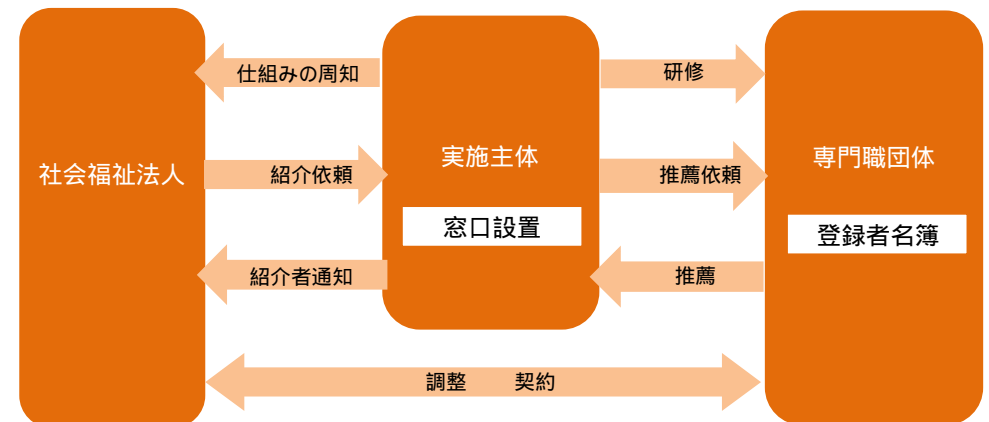 仕組みの周知
研修
社会福祉法人
紹介依頼
実施主体
推薦依頼
専門職団体
窓口設置
登録者名簿
紹介者通知
推薦
調整 契約